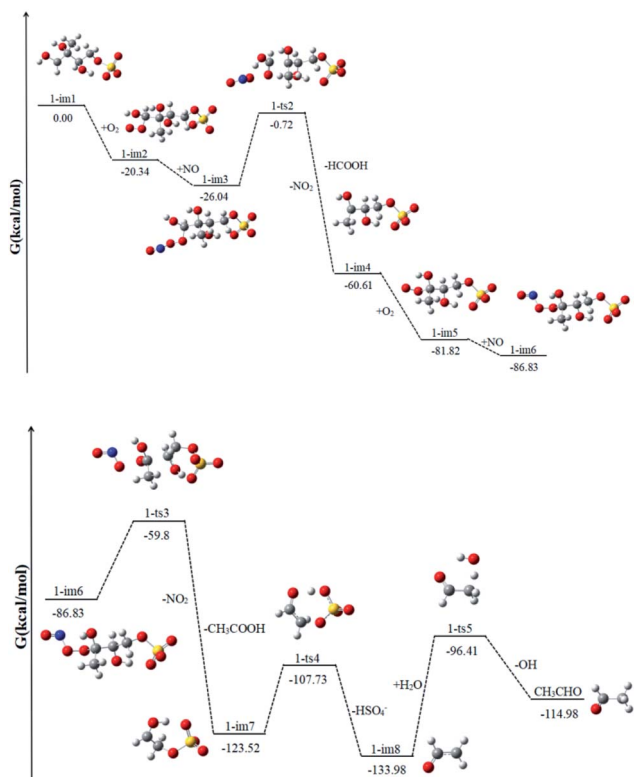 G(kcal/mol)
1-im1
0.00
+O₂
1-im2
-20.34
+NO
1-im3
-26.04
1-ts2
-0.72
-HCOOH
-NO₂
1-im4
-60.61
+O₂
1-im5
-81.82
+NO
1-im6
-86.83
G(kcal/mol)
1-im6
-86.83
1-ts3
-59.8
-NO₂
-CH₃COOH
1-im7
-123.52
1-ts4
-107.73
-HSO₄⁻
1-im8
-133.98
+H₂O
1-ts5
-96.41
-OH
CH₃CHO
-114.98